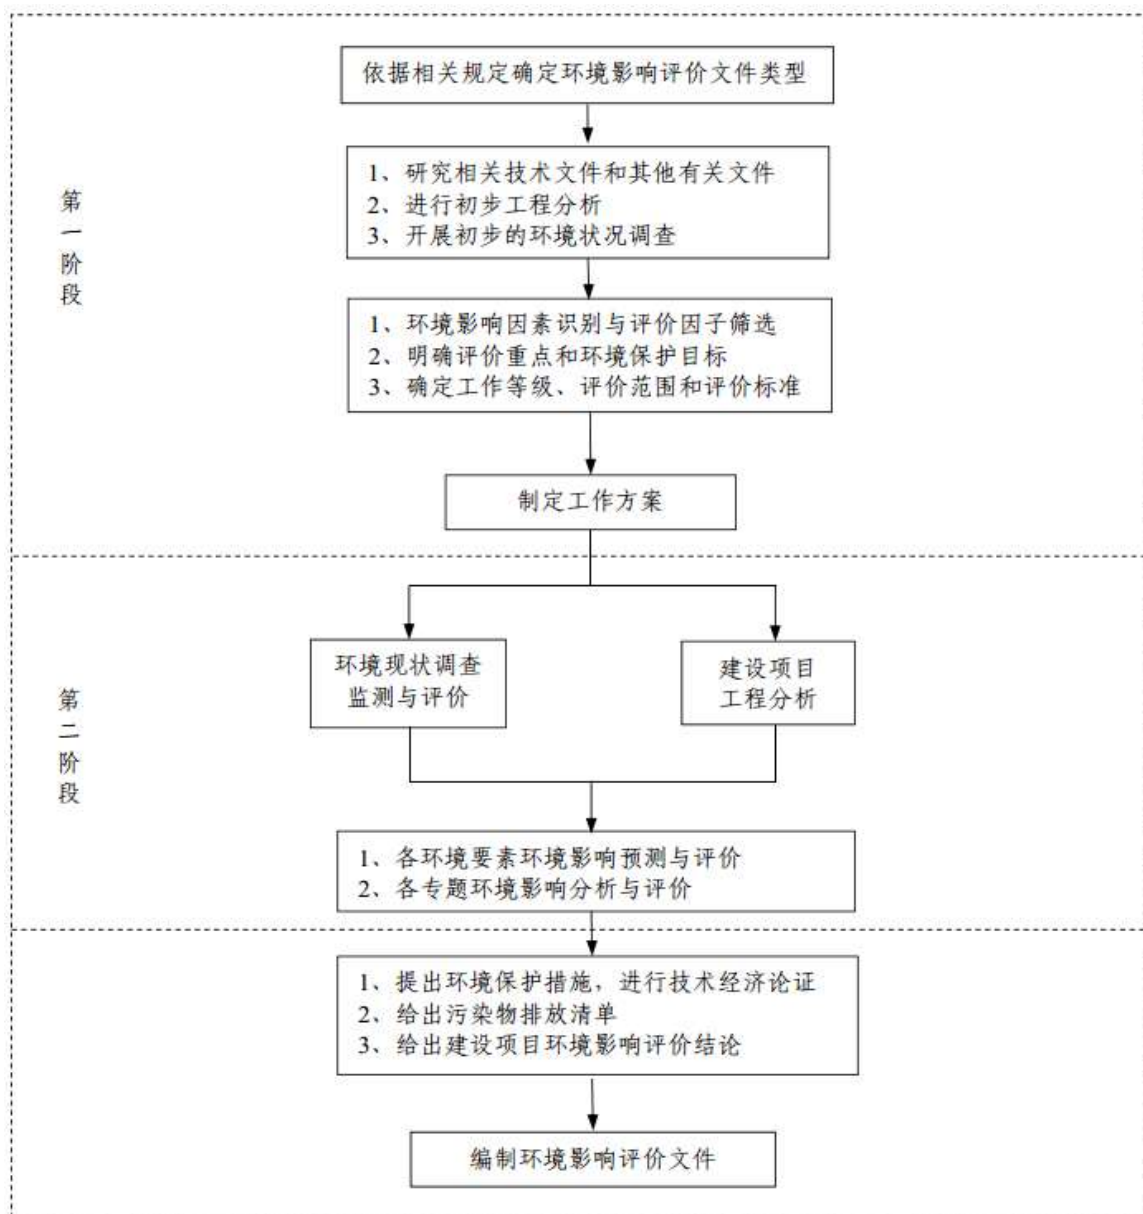 依据相关规定确定环境影响评价文件类型
第一阶段
1、研究相关技术文件和其他有关文件
2、进行初步工程分析
3、开展初步的环境状况调查
1、环境影响因素识别与评价因子筛选
2、明确评价重点和环境保护目标
3、确定工作等级、评价范围和评价标准
制定工作方案
第二阶段
环境现状调查
监测与评价
建设项目
工程分析
1、各环境要素环境影响预测与评价
2、各专题环境影响分析与评价
1、提出环境保护措施，进行技术经济论证
2、给出污染物排放清单
3、给出建设项目环境影响评价结论
编制环境影响评价文件